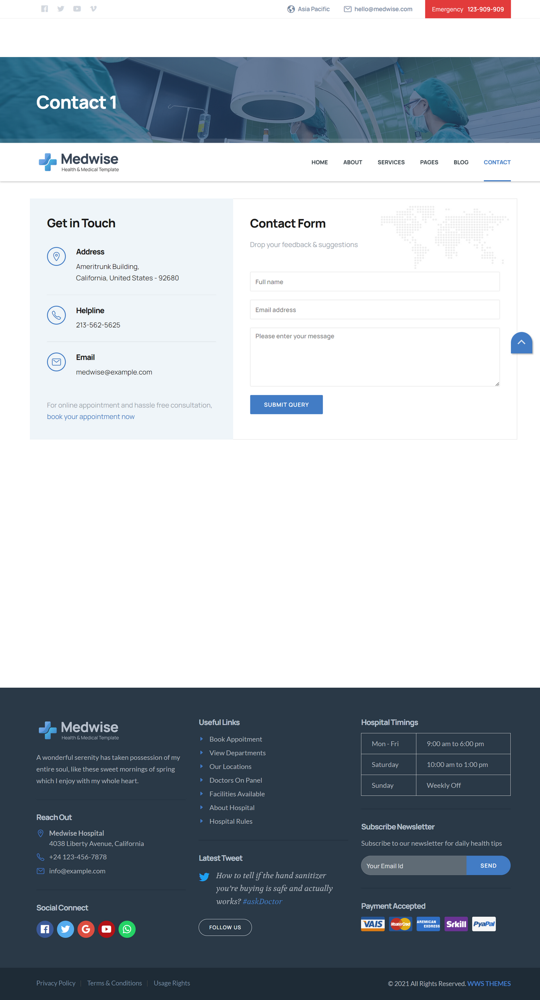 Asia Pacific
hello@medwise.com
Emergency 123-909-909
Contact 1
Medwise
Health & Medical Template
HOME
ABOUT
SERVICES
PAGES
BLOG
CONTACT
Get in Touch
Address
Ameritrunk Building,
California, United States - 92680
Helpline
213-562-5625
Email
medwise@example.com
For online appointment and hassle free consultation,
book your appointment now
Contact Form
Drop your feedback & suggestions
Full name
Email address
Please enter your message
SUBMIT QUERY
Medwise
Health & Medical Template
A wonderful serenity has taken possession of my
entire soul, like these sweet mornings of spring
which I enjoy with my whole heart.
Reach Out
Medwise Hospital
4038 Liberty Avenue, California
+24 123-456-7878
info@example.com
Social Connect
Useful Links
Book Appoitment
View Departments
Our Locations
Doctors On Panel
Facilities Available
About Hospital
Hospital Rules
Latest Tweet
How to tell if the hand sanitizer
you're buying is safe and actually
works? #askDoctor
FOLLOW US
Hospital Timings
Mon - Fri 9:00 am to 6:00 pm
Saturday 10:00 am to 1:00 pm
Sunday Weekly Off
Subscribe Newsletter
Subscribe to our newsletter for daily health tips
Your Email Id
SEND
Payment Accepted
VAIS
MsaterCrad
AREMICAN
EXPRESS
Srkill
PyaPal
Privacy Policy
Terms & Conditions
Usage Rights
© 2021 All Rights Reserved. WWS THEMES